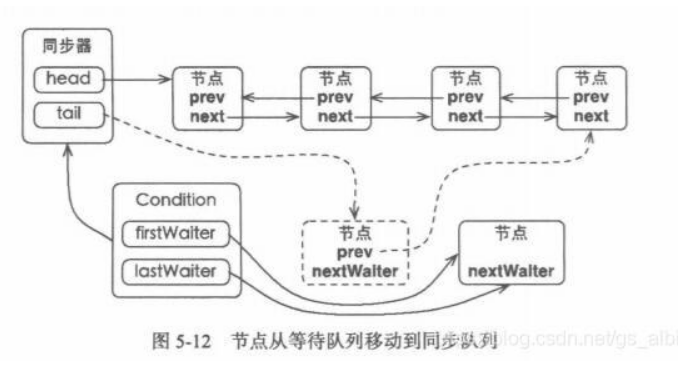 同步器
head
tail
节点
prev
next
节点
prev
next
节点
prev
next
节点
prev
next
Condition
firstWaiter
lastWaiter
节点
prev
nextWaiter
节点
nextWaiter
图 5-12 节点从等待队列移动到同步队列
blog.csdn.net/gs_albi